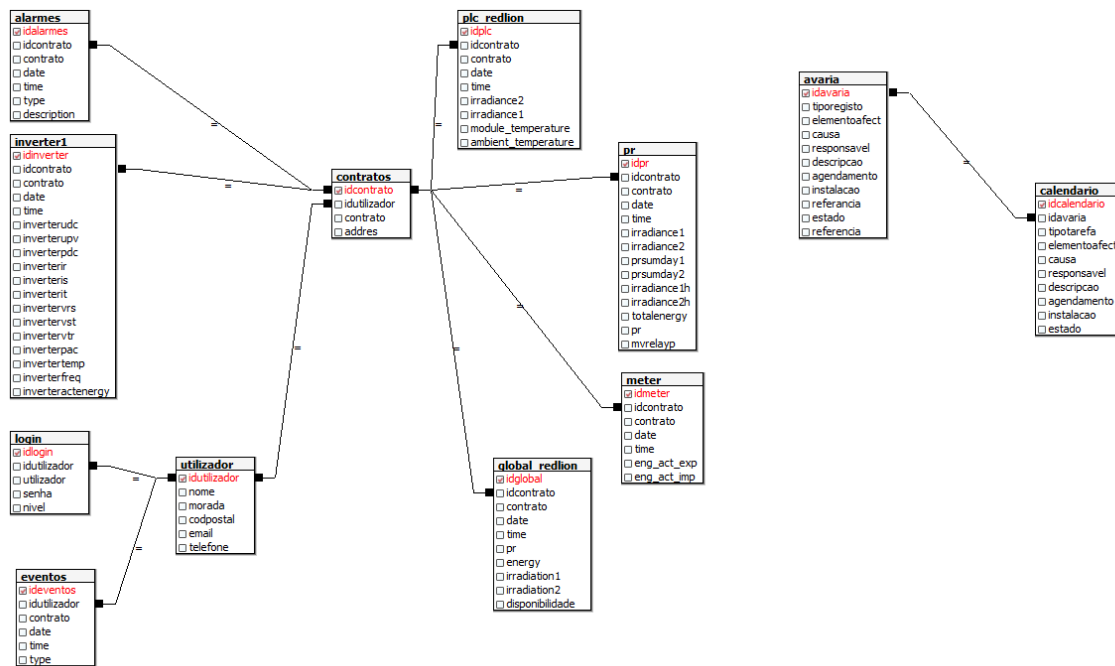 alarmes
idalarmes
idcontrato
contrato
date
time
type
description
plc_redlion
idplc
idcontrato
contrato
date
time
irradiance2
irradiance1
module_temperature
ambient_temperature
avaria
idavaria
tiporegisto
elementoafect
causa
responsavel
descripcao
agendamento
instalacao
referância
estado
referencia
inverter1
idinverter
idcontrato
contrato
date
time
inverterudc
inverterupv
inverterpdc
inverterir
inverteris
inverterit
invertervrs
invertervst
invertervtr
inverterpac
invertertemp
inverterfreq
inverteractenergy
contratos
idcontrato
idutilizador
contrato
addres
pr
idpr
idcontrato
contrato
date
time
irradiance1
irradiance2
prsumday1
prsumday2
irradiance1h
irradiance2h
totalenergy
pr
mvrelayp
calendario
idcalendario
idavaria
tipotarefa
elementoafect
causa
responsavel
descripcao
agendamento
instalacao
estado
meter
idmeter
idcontrato
contrato
date
time
eng_act_exp
eng_act_imp
login
idlogin
idutilizador
utilizador
senha
nivel
utilizador
idutilizador
nome
morada
codpostal
email
telefone
global_redlion
idglobal
idcontrato
contrato
date
time
pr
energy
irradiation1
irradiation2
disponibilidade
eventos
ideventos
idutilizador
contrato
date
time
type
=
=
=
=
=
=
=
=
=
=